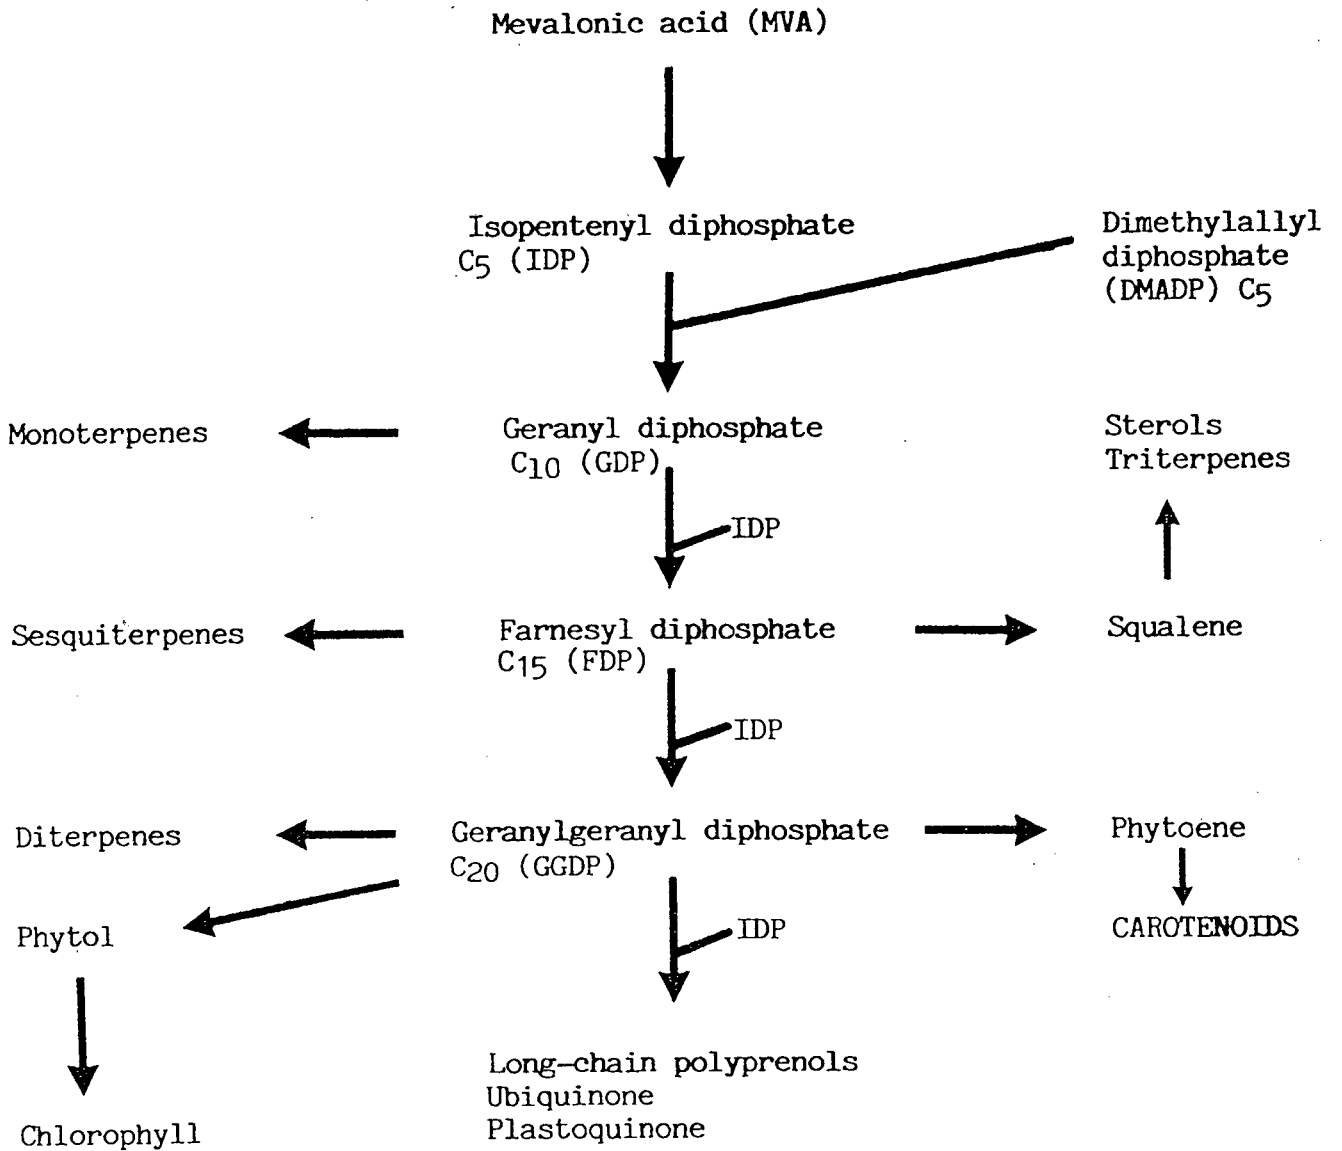 Mevalonic acid (MVA)
Isopentenyl diphosphate
C5 (IDP)
Dimethylallyl
diphosphate
(DMADP) C5
Monoterpenes
Geranyl diphosphate
C10 (GDP)
Sterols
Triterpenes
IDP
Sesquiterpenes
Farnesyl diphosphate
C15 (FDP)
Squalene
IDP
Diterpenes
Geranylgeranyl diphosphate
C20 (GGDP)
Phytoene
Phytol
IDP
CAROTENOIDS
Long-chain polyprenols
Ubiquinone
Plastoquinone
Chlorophyll